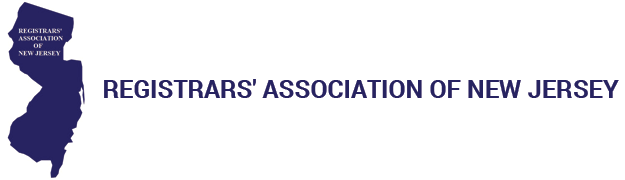 REGISTRARS'
ASSOCIATION
OF
NEW JERSEY
REGISTRARS' ASSOCIATION OF NEW JERSEY